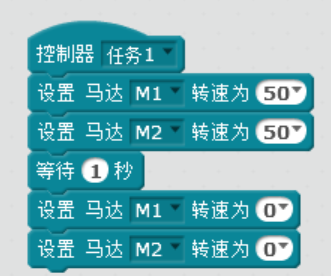 控制器 任务1
设置 马达 M1 转速为 50
设置 马达 M2 转速为 50
等待 1 秒
设置 马达 M1 转速为 0
设置 马达 M2 转速为 0